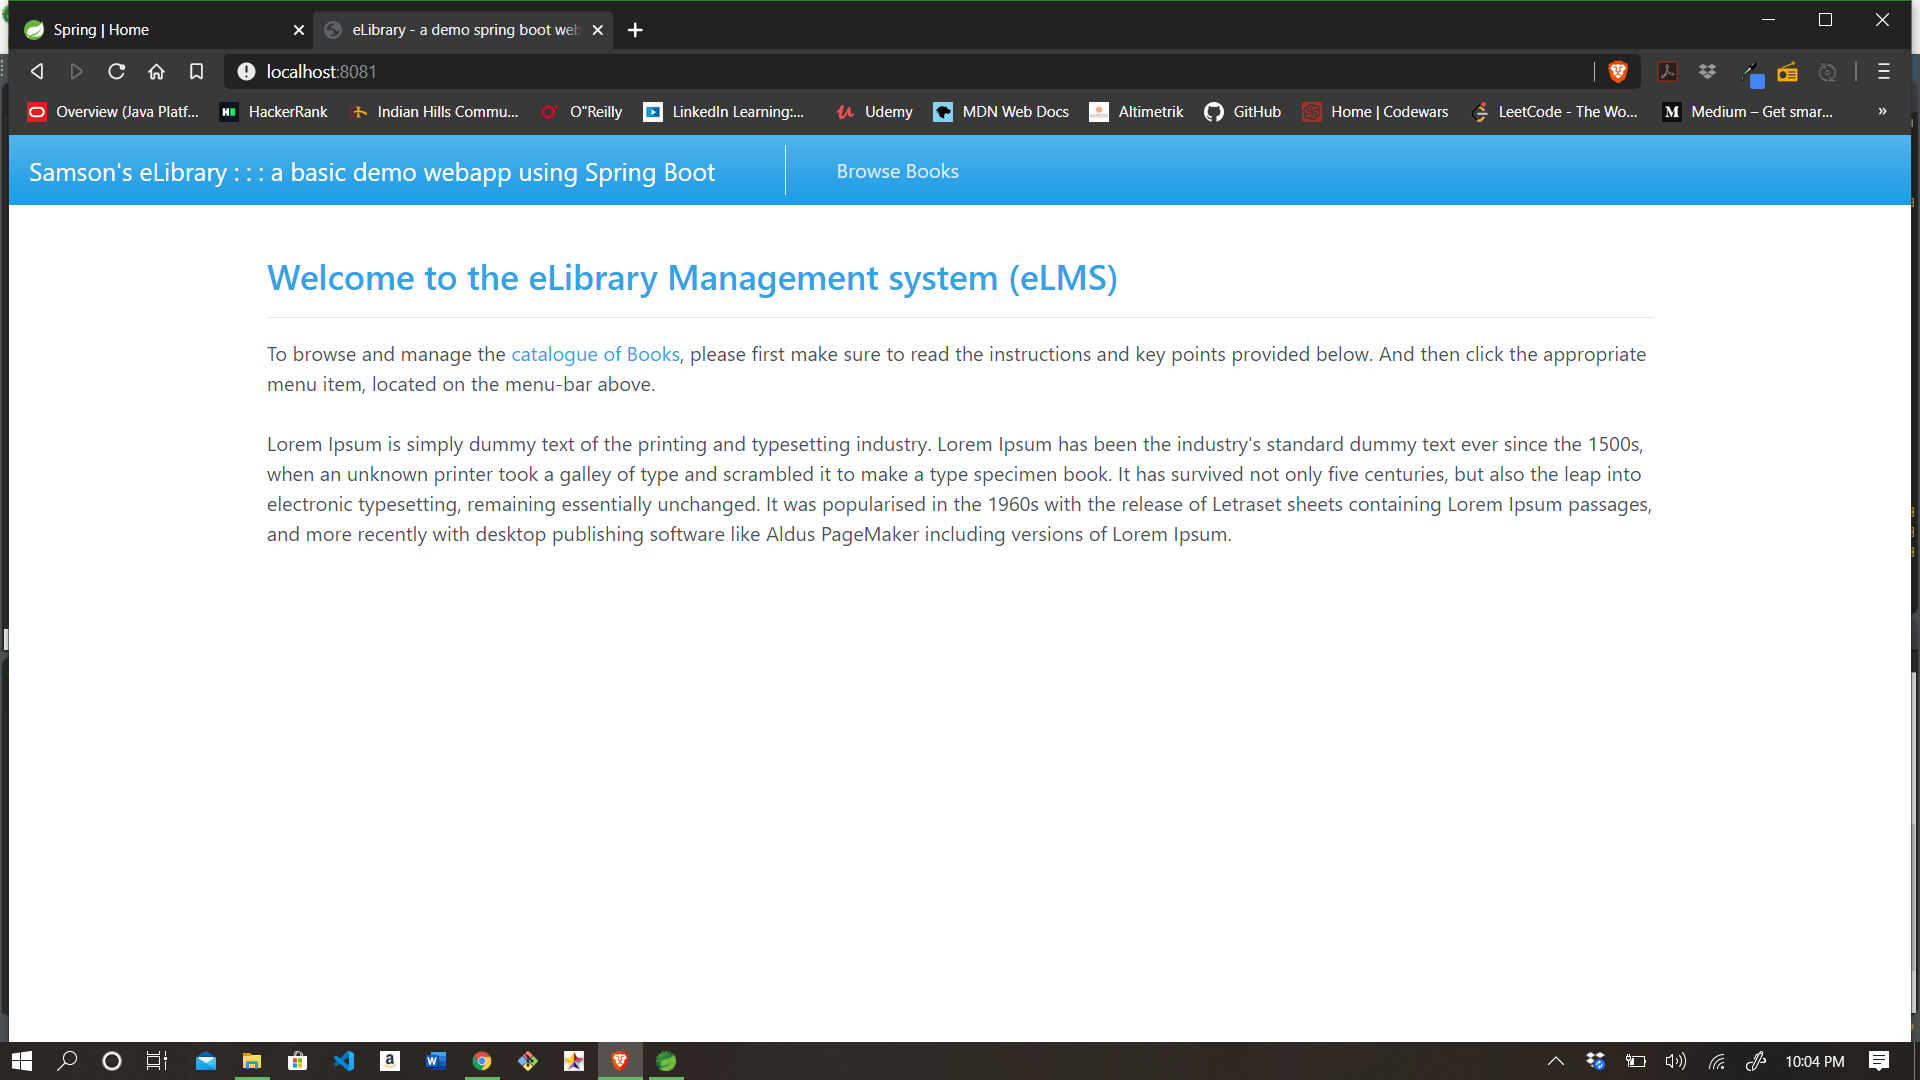 Spring | Home
eLibrary - a demo spring boot web
localhost:8081
Overview (Java Platf...
HackerRank
Indian Hills Commu...
O"Reilly
LinkedIn Learning:...
Udemy
MDN Web Docs
Altimetrik
GitHub
Home | Codewars
LeetCode - The Wo...
Medium – Get smar...
»
Samson's eLibrary : : : a basic demo webapp using Spring Boot
Browse Books
Welcome to the eLibrary Management system (eLMS)
To browse and manage the catalogue of Books, please first make sure to read the instructions and key points provided below. And then click the appropriate
menu item, located on the menu-bar above.
Lorem Ipsum is simply dummy text of the printing and typesetting industry. Lorem Ipsum has been the industry's standard dummy text ever since the 1500s,
when an unknown printer took a galley of type and scrambled it to make a type specimen book. It has survived not only five centuries, but also the leap into
electronic typesetting, remaining essentially unchanged. It was popularised in the 1960s with the release of Letraset sheets containing Lorem Ipsum passages,
and more recently with desktop publishing software like Aldus PageMaker including versions of Lorem Ipsum.
10:04 PM